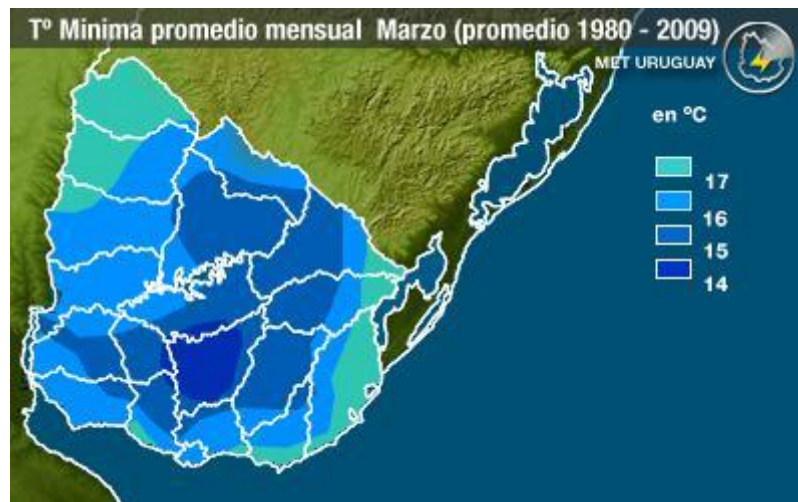 Tº Minima promedio mensual Marzo (promedio 1980 - 2009)
MET URUGUAY
en ºC
17
16
15
14